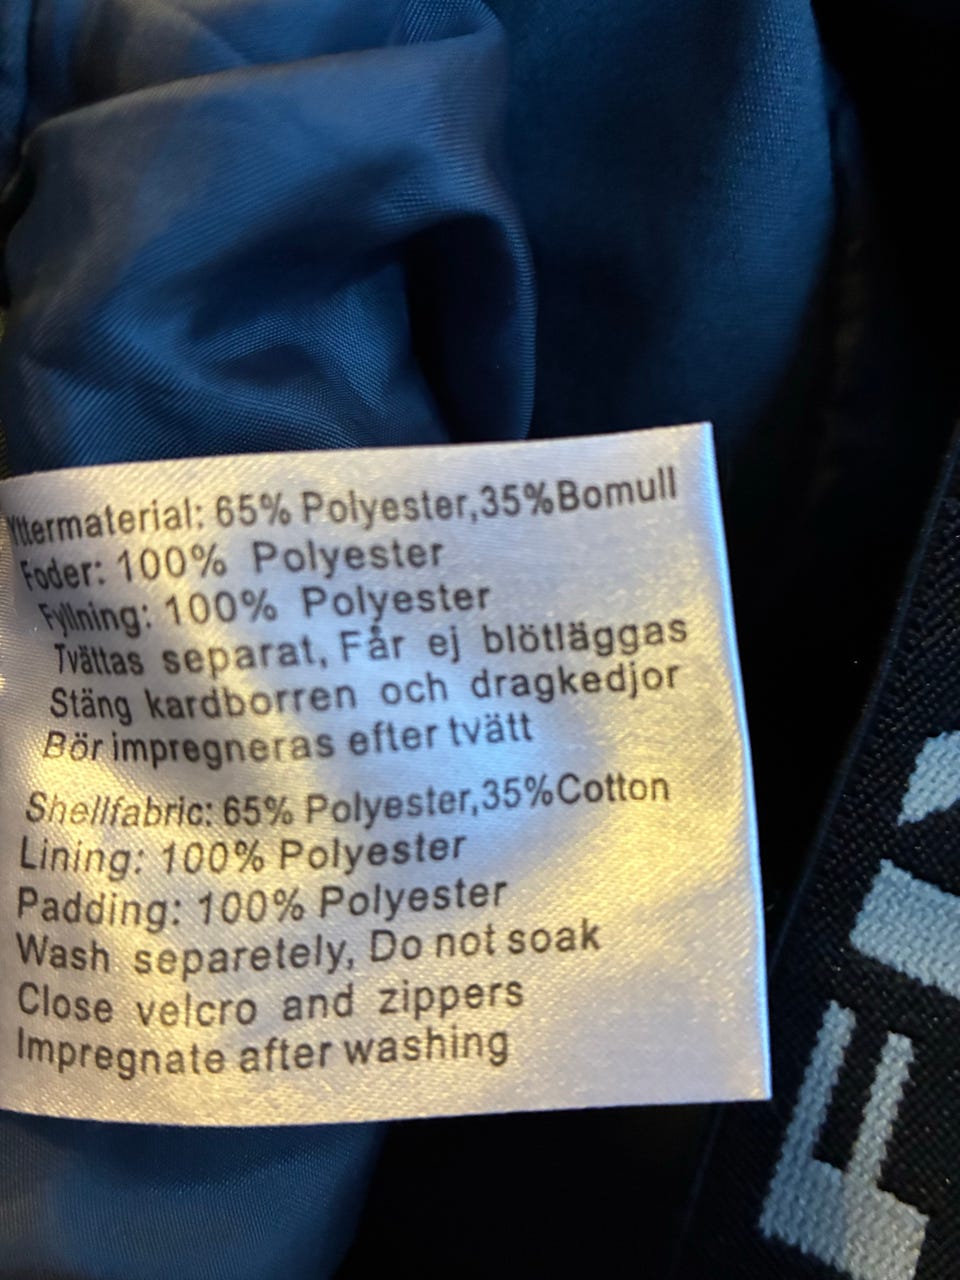 Yttermaterial: 65% Polyester,35%Bomull
Foder: 100% Polyester
Fyllning: 100% Polyester
Tvättas separat, Får ej blötläggas
Stäng kardborren och dragkedjor
Bör impregneras efter tvätt
Shellfabric: 65% Polyester,35%Cotton
Lining: 100% Polyester
Padding: 100% Polyester
Wash separetely, Do not soak
Close velcro and zippers
Impregnate after washing